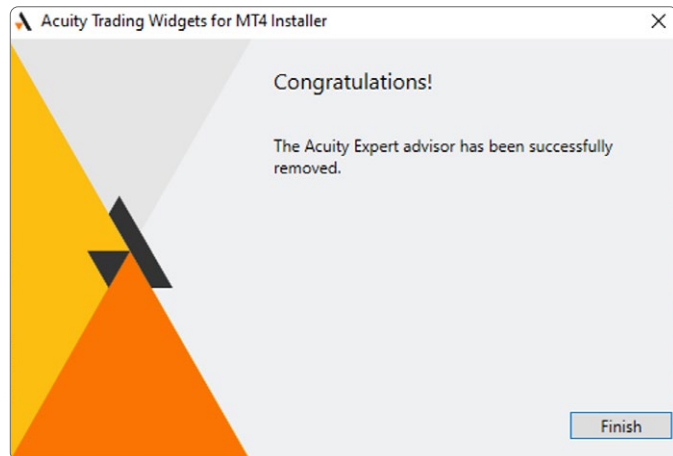 Acuity Trading Widgets for MT4 Installer
Congratulations!
The Acuity Expert advisor has been successfully
removed.
Finish